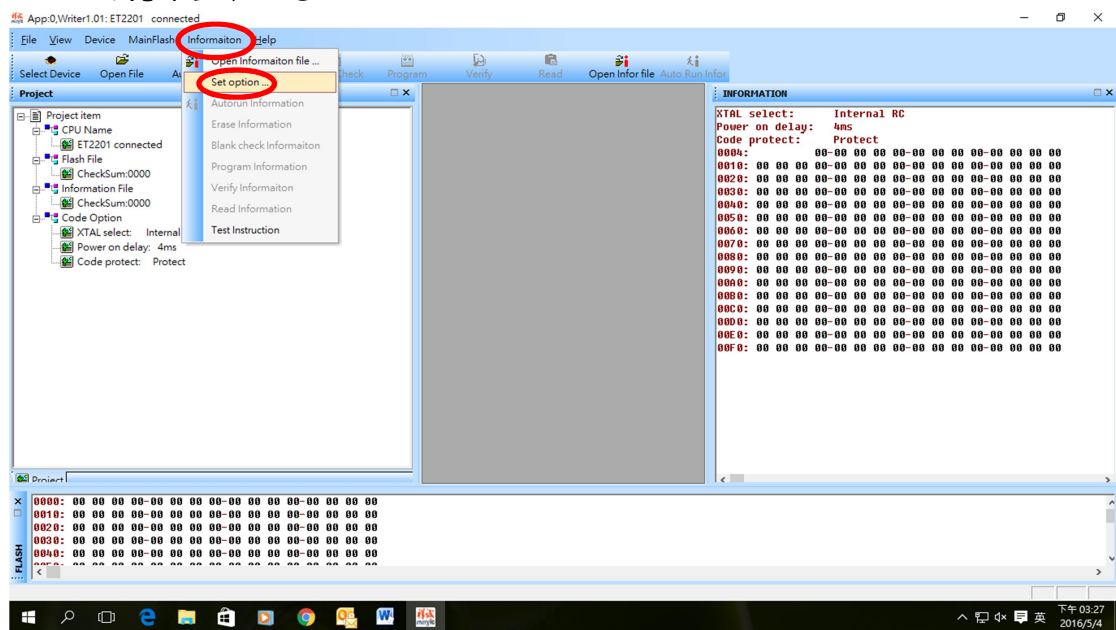 App:0,Writer1.01: ET2201 connected
File View Device MainFlash Informaiton Help
Select Device Open File Au heck Program Verify Read Open Infor file Auto Run Infor.
Open Informaiton file ...
Set option ...
Autorun Information
Erase Information
Blank check Informaiton
Program Information
Verify Informaiton
Read Information
Test Instruction
Project
Project item
CPU Name
ET2201 connected
Flash File
CheckSum:0000
Information File
CheckSum:0000
Code Option
XTAL select: Internal
Power on delay: 4ms
Code protect: Protect
Project
INFORMATION
XTAL select: Internal RC
Power on delay: 4ms
Code protect: Protect
0004: 00-00 00 00 00-00 00 00 00-00 00 00 00
0010: 00 00 00 00-00 00 00 00-00 00 00 00-00 00 00 00
0020: 00 00 00 00-00 00 00 00-00 00 00 00-00 00 00 00
0030: 00 00 00 00-00 00 00 00-00 00 00 00-00 00 00 00
0040: 00 00 00 00-00 00 00 00-00 00 00 00-00 00 00 00
0050: 00 00 00 00-00 00 00 00-00 00 00 00-00 00 00 00
0060: 00 00 00 00-00 00 00 00-00 00 00 00-00 00 00 00
0070: 00 00 00 00-00 00 00 00-00 00 00 00-00 00 00 00
0080: 00 00 00 00-00 00 00 00-00 00 00 00-00 00 00 00
0090: 00 00 00 00-00 00 00 00-00 00 00 00-00 00 00 00
00A0: 00 00 00 00-00 00 00 00-00 00 00 00-00 00 00 00
00B0: 00 00 00 00-00 00 00 00-00 00 00 00-00 00 00 00
00C0: 00 00 00 00-00 00 00 00-00 00 00 00-00 00 00 00
00D0: 00 00 00 00-00 00 00 00-00 00 00 00-00 00 00 00
00E0: 00 00 00 00-00 00 00 00-00 00 00 00-00 00 00 00
00F0: 00 00 00 00-00 00 00 00-00 00 00 00-00 00 00 00
FLASH
0000: 00 00 00 00-00 00 00 00-00 00 00 00-00 00 00 00
0010: 00 00 00 00-00 00 00 00-00 00 00 00-00 00 00 00
0020: 00 00 00 00-00 00 00 00-00 00 00 00-00 00 00 00
0030: 00 00 00 00-00 00 00 00-00 00 00 00-00 00 00 00
0040: 00 00 00 00-00 00 00 00-00 00 00 00-00 00 00 00
英
下午 03:27
2016/5/4